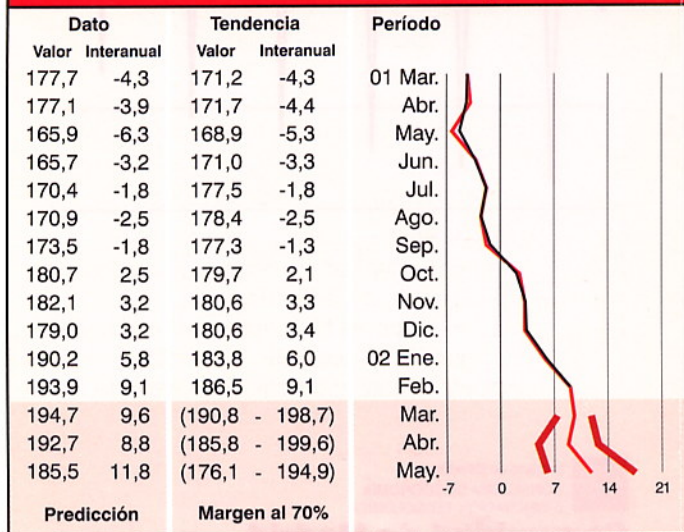 Dato Tendencia Período
Valor Interanual Valor Interanual
177,7 -4,3 171,2 -4,3 01 Mar.
177,1 -3,9 171,7 -4,4 Abr.
165,9 -6,3 168,9 -5,3 May.
165,7 -3,2 171,0 -3,3 Jun.
170,4 -1,8 177,5 -1,8 Jul.
170,9 -2,5 178,4 -2,5 Ago.
173,5 -1,8 177,3 -1,3 Sep.
180,7 2,5 179,7 2,1 Oct.
182,1 3,2 180,6 3,3 Nov.
179,0 3,2 180,6 3,4 Dic.
190,2 5,8 183,8 6,0 02 Ene.
193,9 9,1 186,5 9,1 Feb.
194,7 9,6 (190,8 - 198,7) Mar.
192,7 8,8 (185,8 - 199,6) Abr.
185,5 11,8 (176,1 - 194,9) May.
-7 0 7 14 21
Predicción Margen al 70%